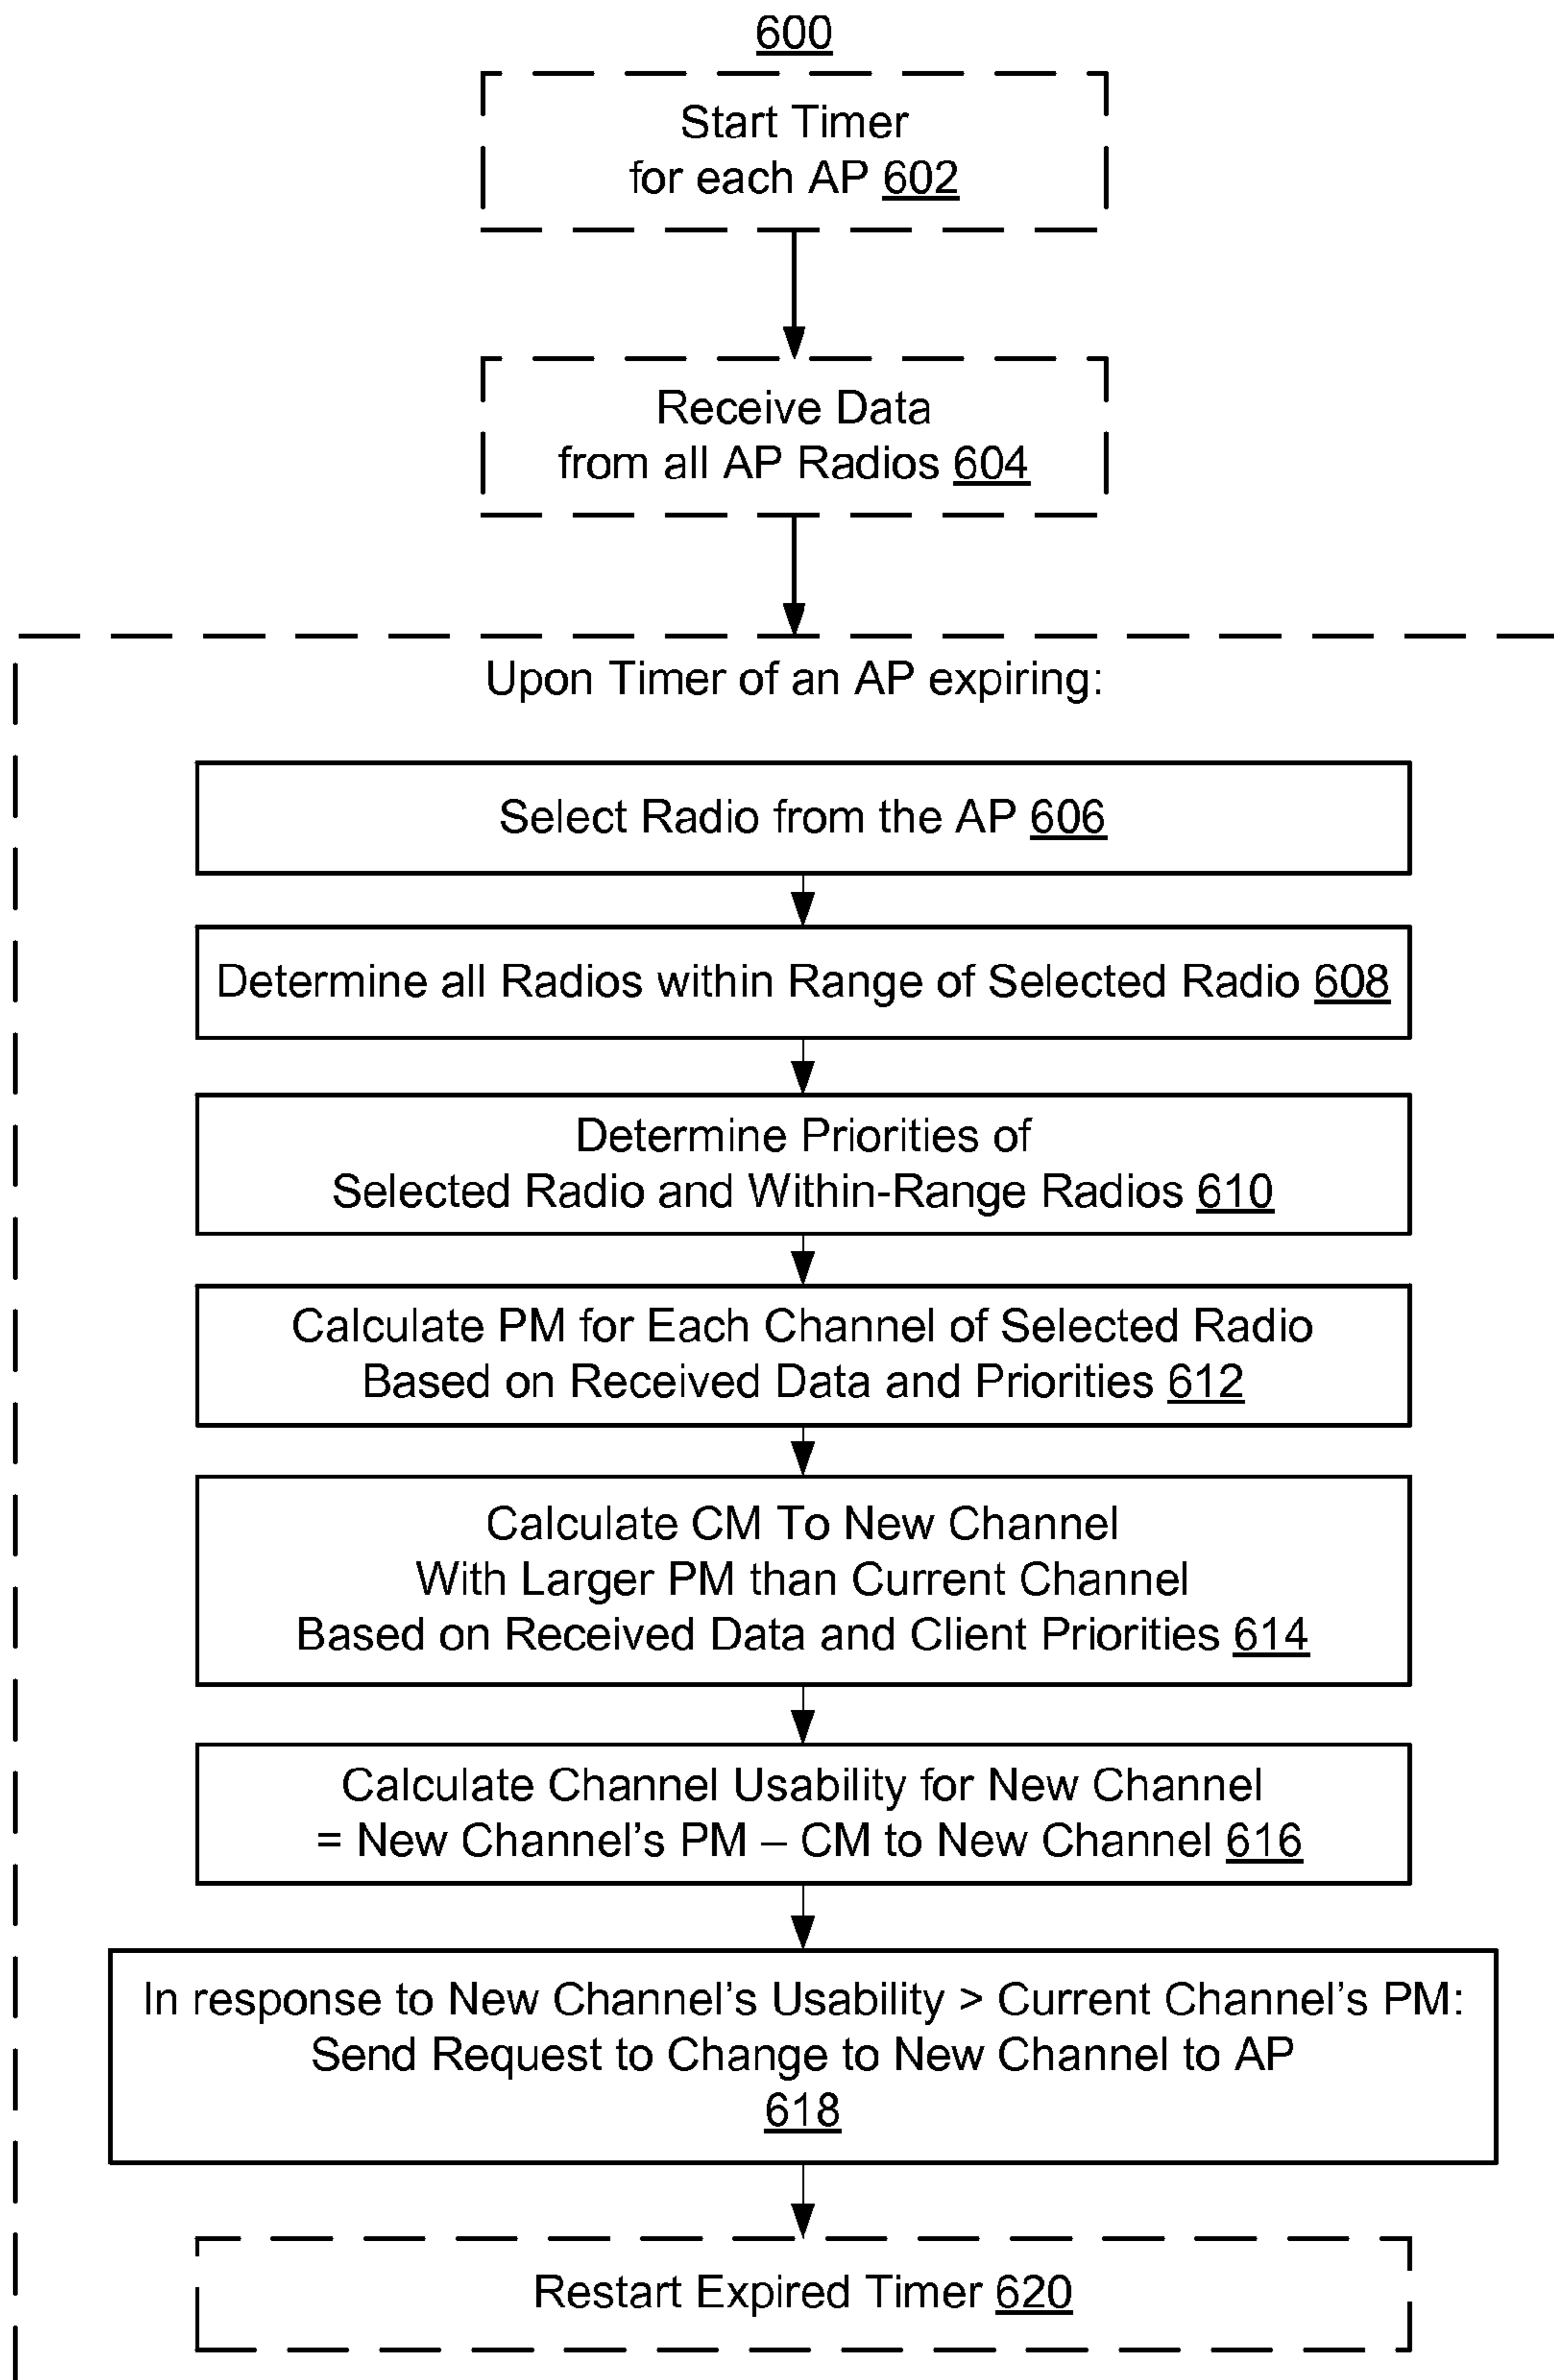 600
Start Timer
for each AP 602
Receive Data
from all AP Radios 604
Upon Timer of an AP expiring:
Select Radio from the AP 606
Determine all Radios within Range of Selected Radio 608
Determine Priorities of
Selected Radio and Within-Range Radios 610
Calculate PM for Each Channel of Selected Radio
Based on Received Data and Priorities 612
Calculate CM To New Channel
With Larger PM than Current Channel
Based on Received Data and Client Priorities 614
Calculate Channel Usability for New Channel
= New Channel's PM – CM to New Channel 616
In response to New Channel's Usability > Current Channel's PM:
Send Request to Change to New Channel to AP
618
Restart Expired Timer 620